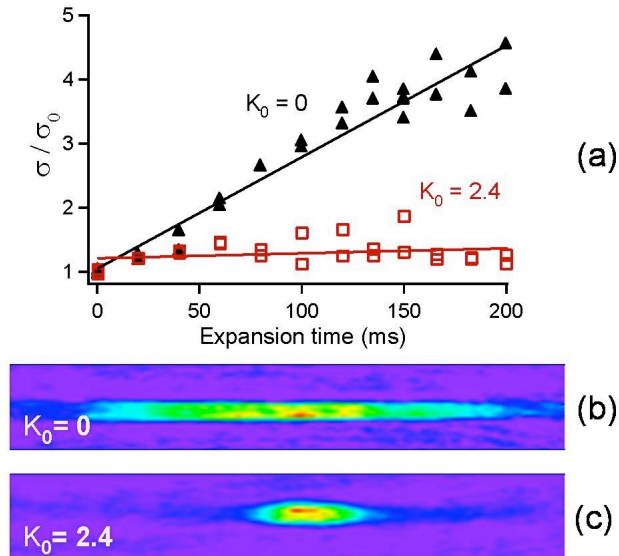 5
4
3
2
1
σ / σ₀
K₀ = 0
K₀ = 2.4
(a)
0
50
100
150
200
Expansion time (ms)
K₀= 0
(b)
K₀= 2.4
(c)